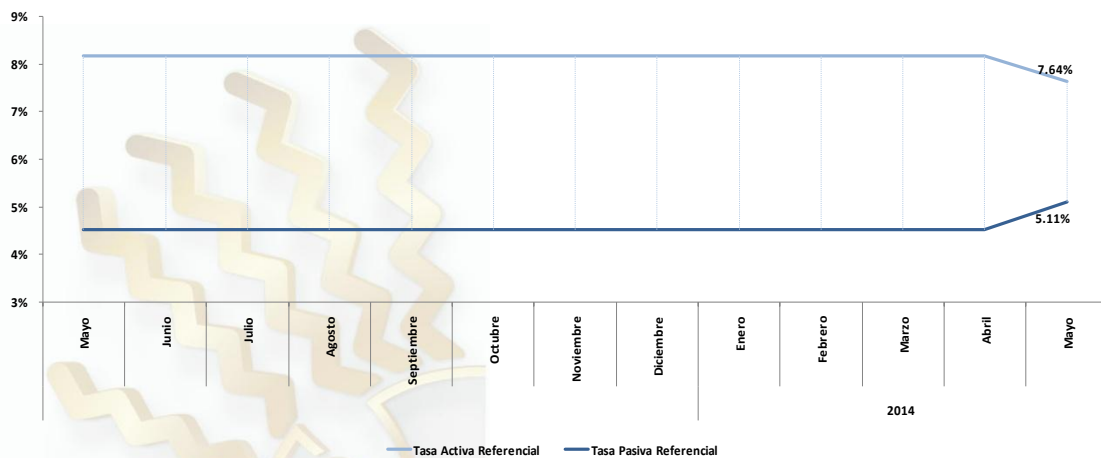 9%
8%
7%
6%
5%
4%
3%
7.64%
5.11%
Mayo
Junio
Julio
Agosto
Septiembre
Octubre
Noviembre
Diciembre
Enero
Febrero
Marzo
Abril
Mayo
2014
Tasa Activa Referencial
Tasa Pasiva Referencial